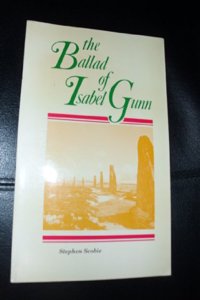 the
Ballad
of
Isabel
Gunn
Stephen Scobie